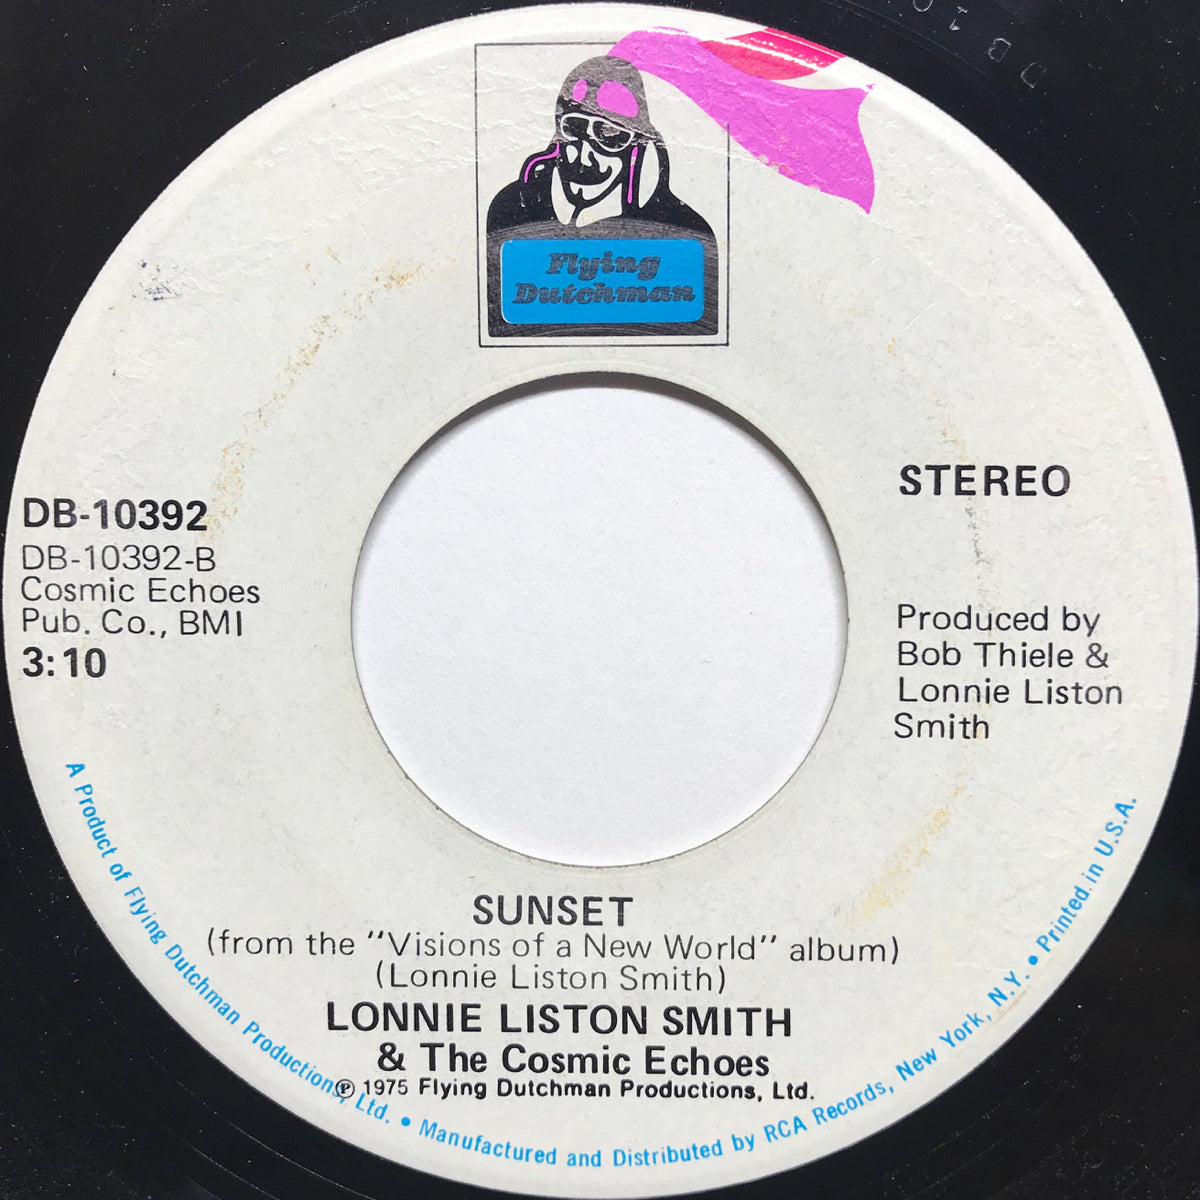 Flying
Dutchman
STEREO
DB-10392
DB-10392-B
Cosmic Echoes
Pub. Co., BMI
3:10
Produced by
Bob Thiele &
Lonnie Liston
Smith
SUNSET
(from the "Visions of a New World" album)
(Lonnie Liston Smith)
LONNIE LISTON SMITH
& The Cosmic Echoes
℗ 1975 Flying Dutchman Productions, Ltd.
A Product of Flying Dutchman Productions, Ltd. • Manufactured and Distributed by RCA Records, New York, N.Y. • Printed in U.S.A.